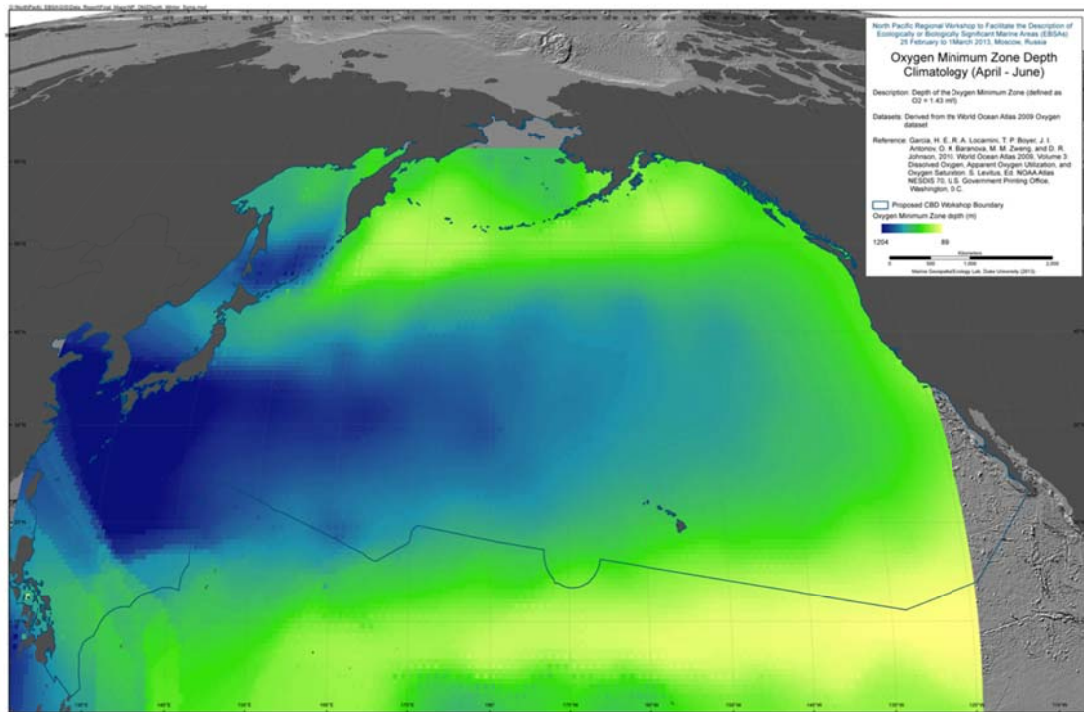 North Pacific Regional Workshop to Facilitate the Description of
Ecologically or Biologically Significant Marine Areas (EBSAs)
25 February to 1March 2013, Moscow, Russia
Oxygen Minimum Zone Depth
Climatology (April - June)
Description: Depth of the Oxygen Minimum Zone (defined as
O2 = 1.43 ml/l)
Datasets: Derived from the World Ocean Atlas 2009 Oxygen
dataset
Reference: Garcia, H. E., R. A. Locarnini, T. P. Boyer, J. I.
Antonov, O. K. Baranova, M. M. Zweng, and D. R.
Johnson, 2010. World Ocean Atlas 2009, Volume 3
Dissolved Oxygen, Apparent Oxygen Utilization, and
Oxygen Saturation. S. Levitus, Ed. NOAA Atlas
NESDIS 70, U.S. Government Printing Office,
Washington, D.C.
Proposed CBD Workshop Boundary
Oxygen Minimum Zone depth (m)
1204 89
Kilometers
0 500 1,000 2,000
Marine Geospatial Ecology Lab, Duke University (2013)